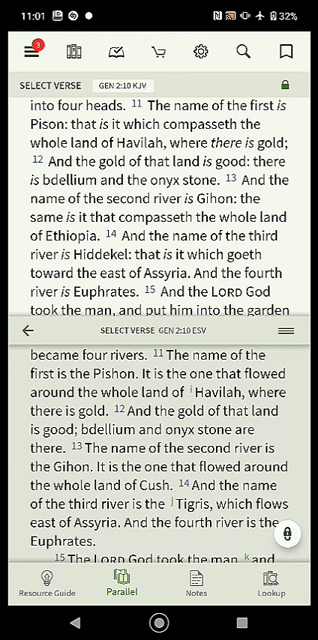 11:01
32%
3
SELECT VERSE GEN 2:10 KJV
into four heads. 11 The name of the first is
Pison: that is it which compasseth the
whole land of Havilah, where there is gold;
12 And the gold of that land is good: there
is bdellium and the onyx stone. 13 And the
name of the second river is Gihon: the
same is it that compasseth the whole land
of Ethiopia. 14 And the name of the third
river is Hiddekel: that is it which goeth
toward the east of Assyria. And the fourth
river is Euphrates. 15 And the LORD God
took the man, and put him into the garden
SELECT VERSE GEN 2:10 ESV
became four rivers. 11 The name of the
first is the Pishon. It is the one that flowed
around the whole land of i Havilah, where
there is gold. 12 And the gold of that land
is good; bdellium and onyx stone are
there. 13 The name of the second river is
the Gihon. It is the one that flowed around
the whole land of Cush. 14 And the name
of the third river is the j Tigris, which flows
east of Assyria. And the fourth river is the
Euphrates.
15 The LORD God took the man k and
Resource Guide Parallel Notes Lookup